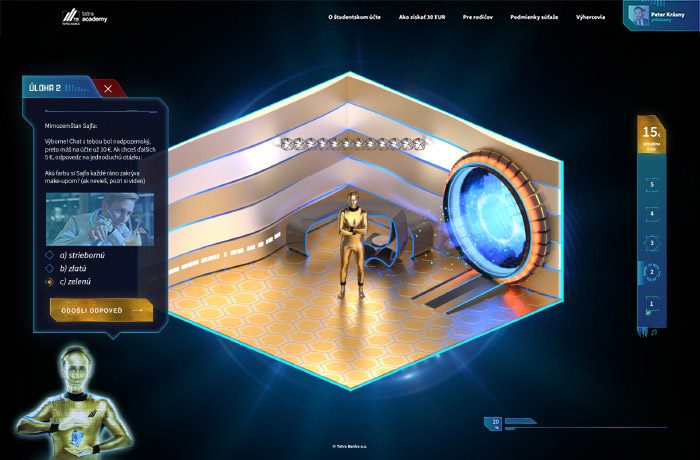 tatra academy
TATRA BANKA
O študentskom účte
Ako získať 30 EUR
Pre rodičov
Podmienky súťaže
Výhercovia
Peter Krásny
ÚLOHA 2
Mimozemšťan Sajfa:
Výborne! Chat s tebou bol nadpozemský,
preto máš na účte už 10 €. Ak chceš ďalších
5 €, odpovedz na jednoduchú otázku:
Akú farbu si Sajfa každé ráno zakrýva
make-upom? (ak nevieš, pozri si video)
a) striebornú
b) zlatú
c) zelenú
ODOŠLI ODPOVEĎ
15€
5
4
3
2
1
20
%
© Tatra Banka a.s.